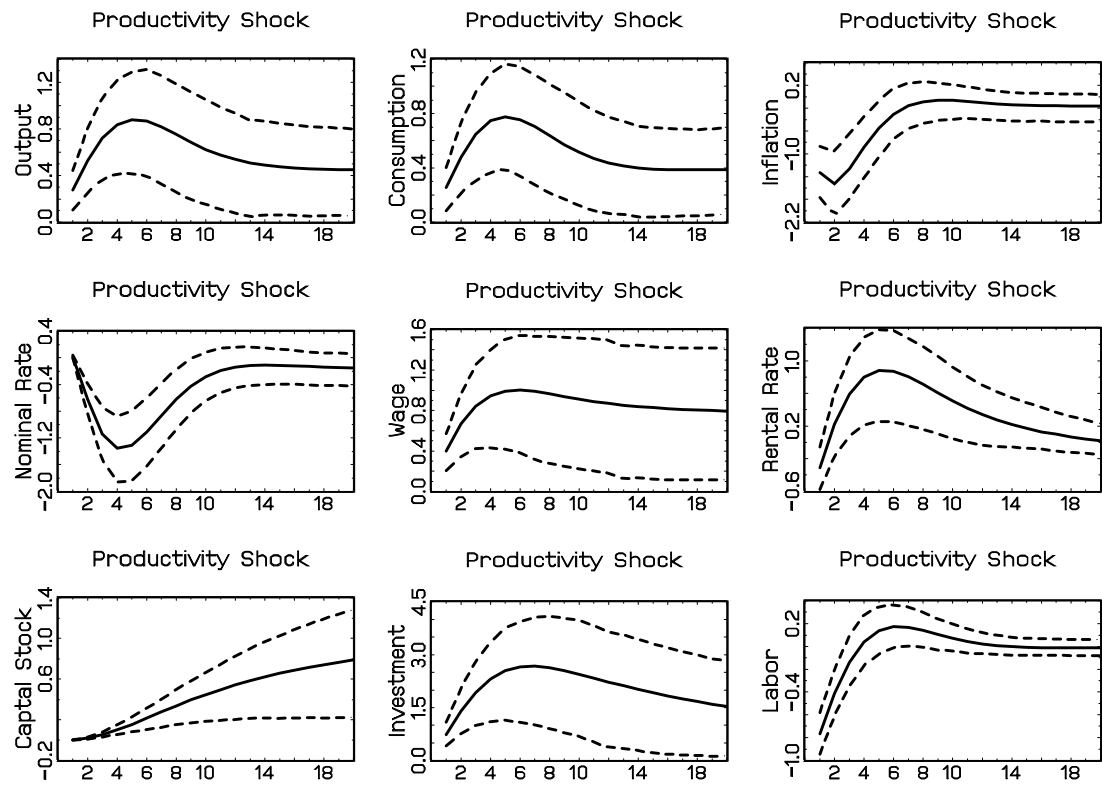 Productivity Shock Productivity Shock Productivity Shock
Output
1.2
0.8
0.4
0.0
2 4 6 8 10 14 18
Consumption
1.2
0.8
0.4
0.0
2 4 6 8 10 14 18
Inflation
0.2
-1.0
-2.2
2 4 6 8 10 14 18
Productivity Shock Productivity Shock Productivity Shock
Nominal Rate
0.4
-0.4
-1.2
-2.0
2 4 6 8 10 14 18
Wage
1.6
1.2
0.8
0.4
0.0
2 4 6 8 10 14 18
Rental Rate
1.0
0.2
-0.6
2 4 6 8 10 14 18
Productivity Shock Productivity Shock Productivity Shock
Captal Stock
1.4
1.0
0.6
-0.2
2 4 6 8 10 14 18
Investment
4.5
3.0
1.5
0.0
2 4 6 8 10 14 18
Labor
0.2
-0.4
-1.0
2 4 6 8 10 14 18